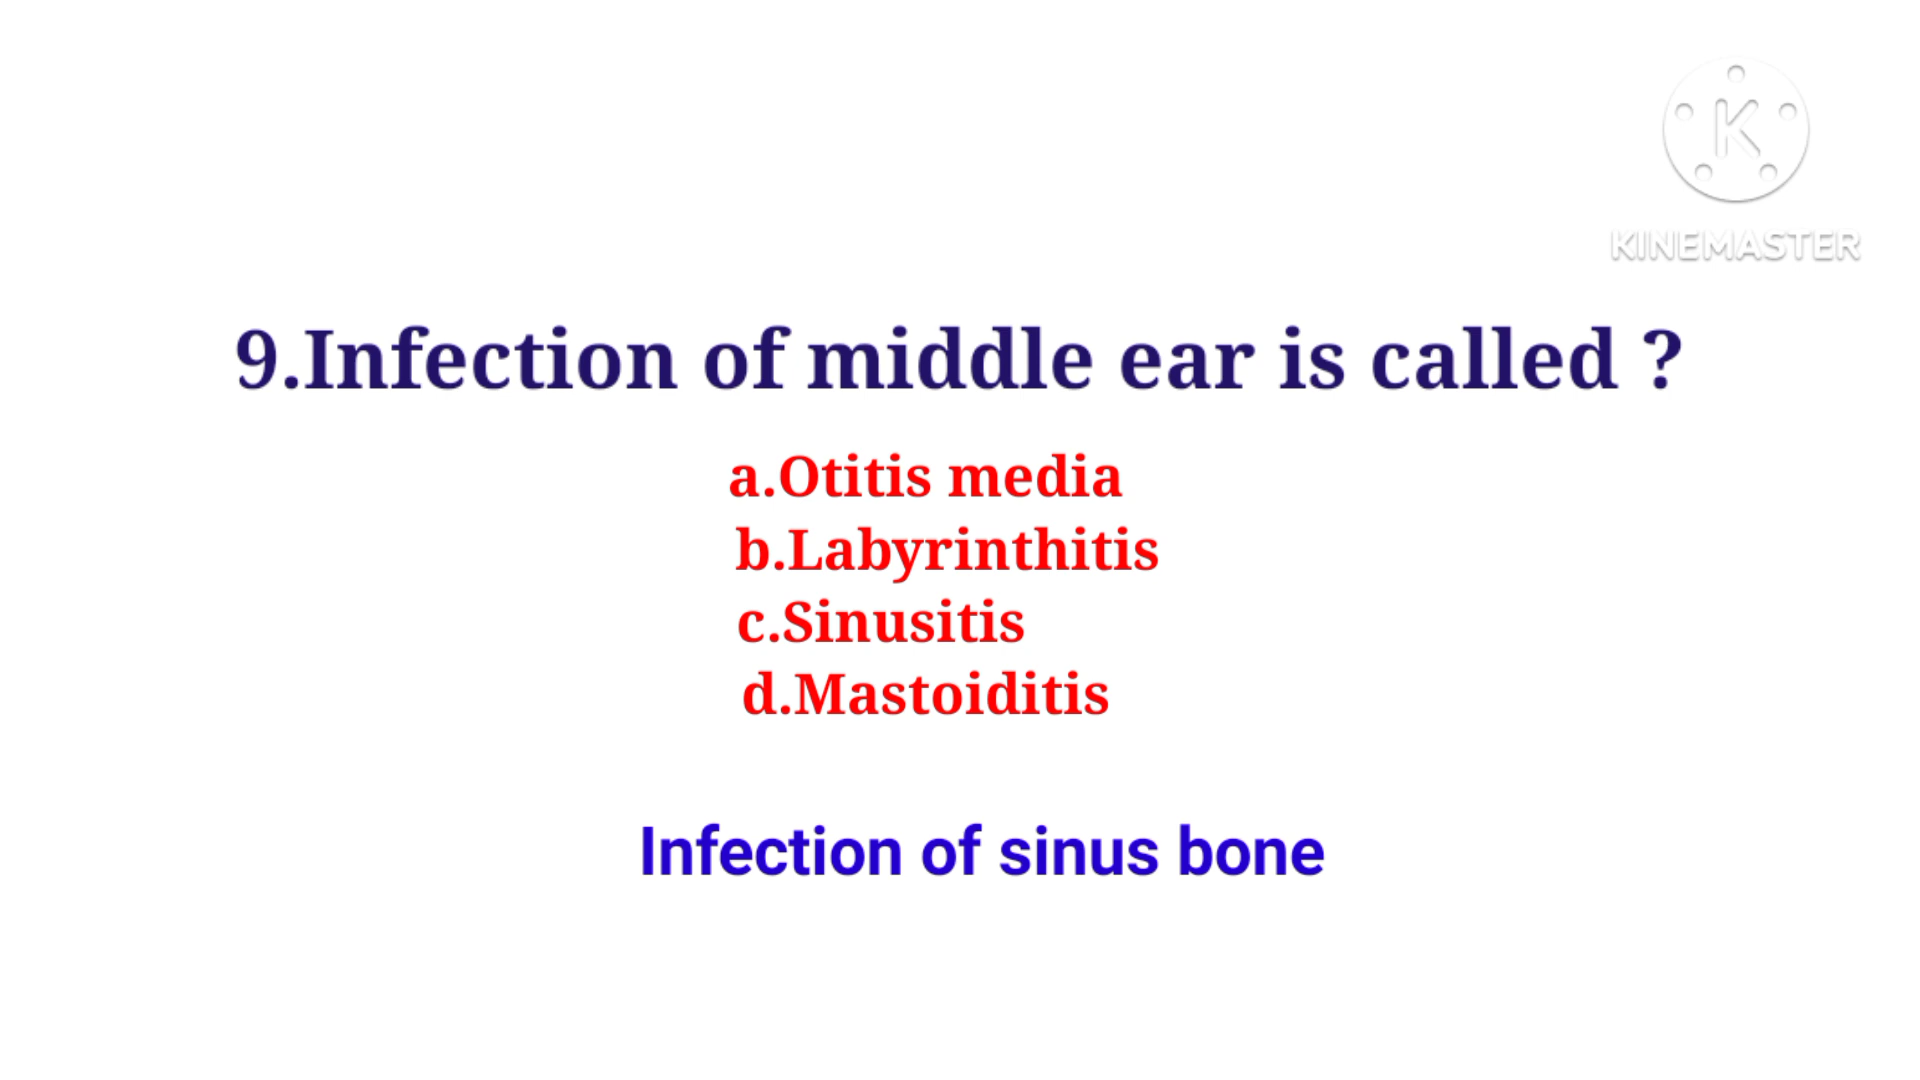 K
KINEMASTER
9.Infection of middle ear is called ?
a.Otitis media
b.Labyrinthitis
c.Sinusitis
d.Mastoiditis
Infection of sinus bone